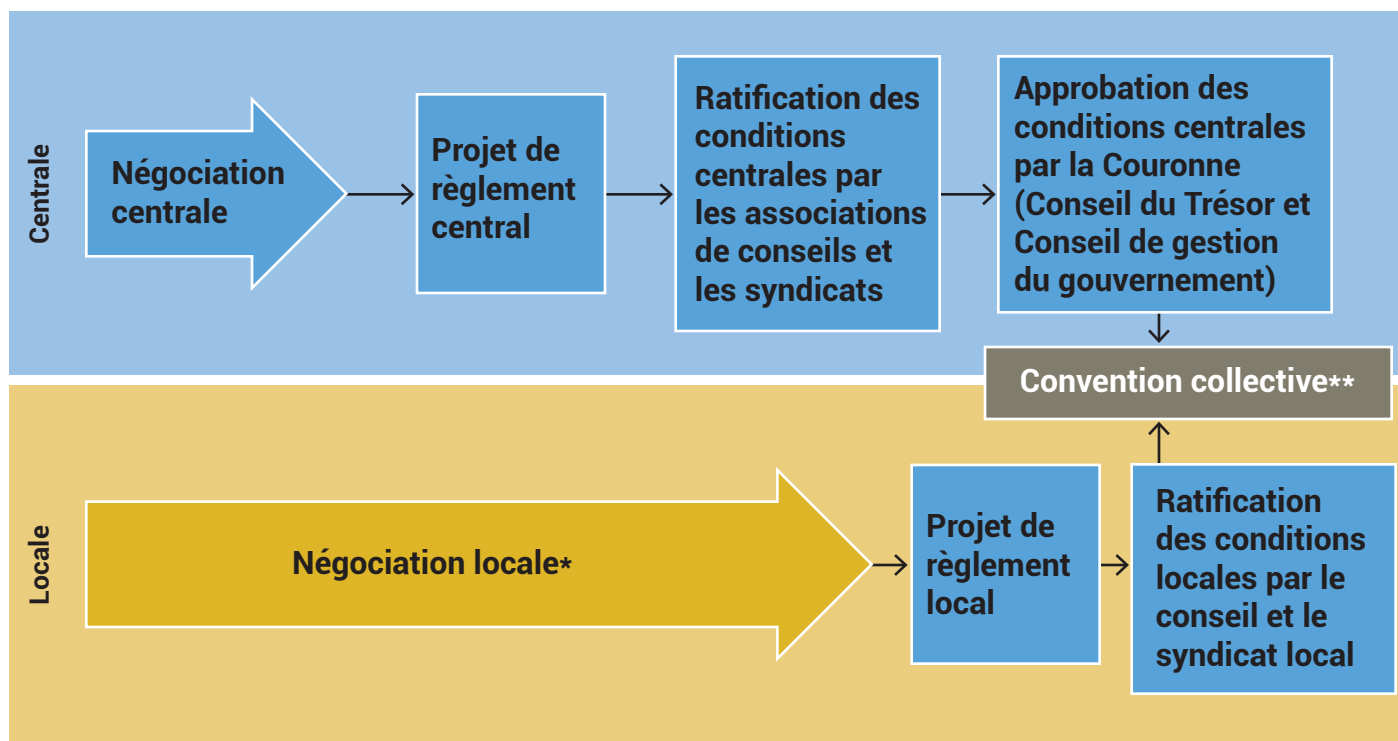 Centrale
Négociation
centrale
Projet de
règlement
central
Ratification des
conditions
centrales par
les associations
de conseils et
les syndicats
Approbation des
conditions centrales
par la Couronne
(Conseil du Trésor et
Conseil de gestion
du gouvernement)
Convention collective**
Locale
Négociation locale*
Projet de
règlement
local
Ratification
des conditions
locales par le
conseil et le
syndicat local